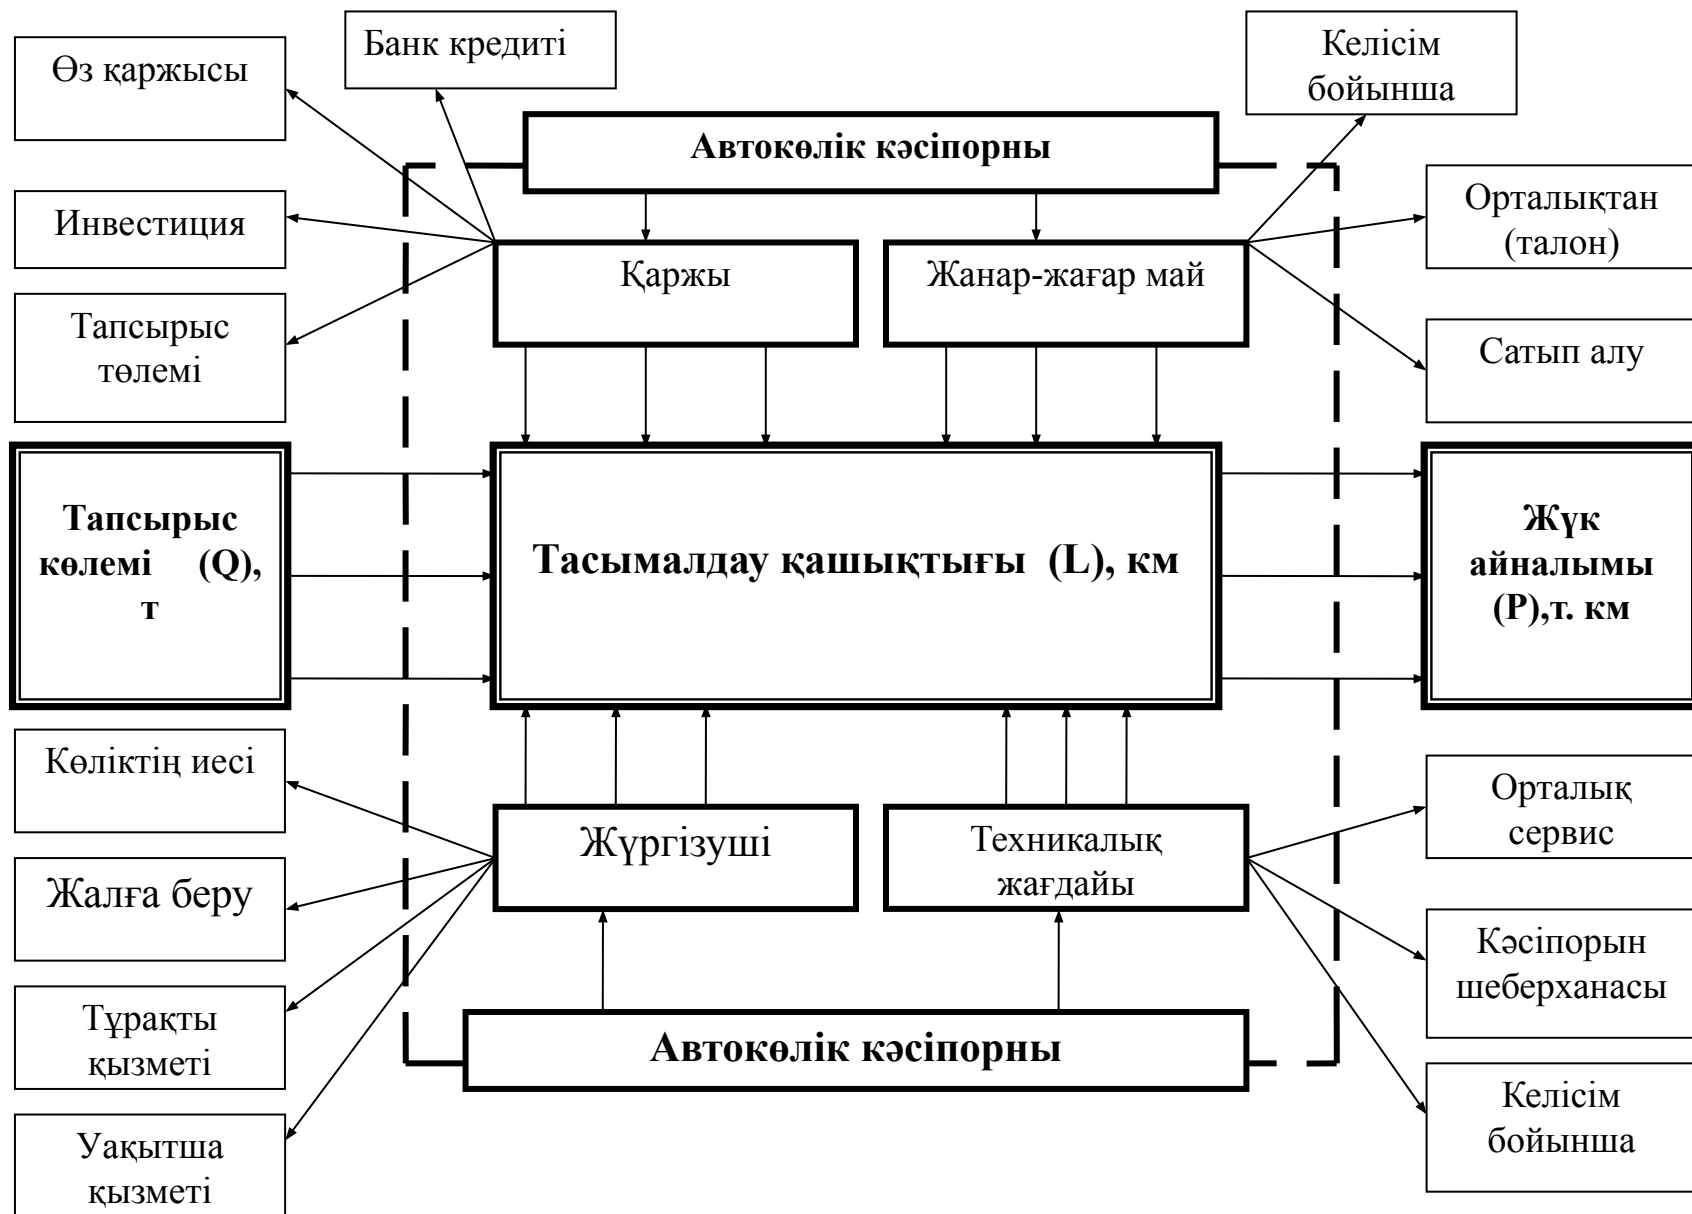 Банк кредиті
Келісім
бойынша
Өз қаржысы
Автокөлік кәсіпорны
Инвестиция
Орталықтан
(талон)
Қаржы
Жанар-жағар май
Тапсырыс
төлемі
Сатып алу
Тапсырыс
көлемі (Q),
т
Тасымалдау қашықтығы (L), км
Жүк
айналымы
(P),т. км
Көліктің иесі
Орталық
сервис
Жүргізуші
Техникалық
жағдайы
Жалға беру
Кәсіпорын
шеберханасы
Тұрақты
қызметі
Автокөлік кәсіпорны
Келісім
бойынша
Уақытша
қызметі